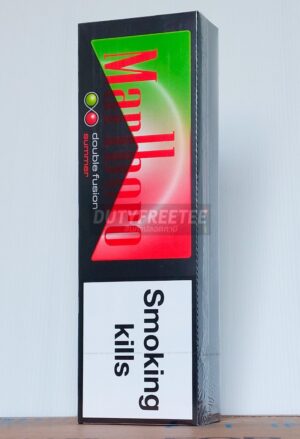 Marlboro
double fusion
summer
DUTYFREETEE
Smoking
kills